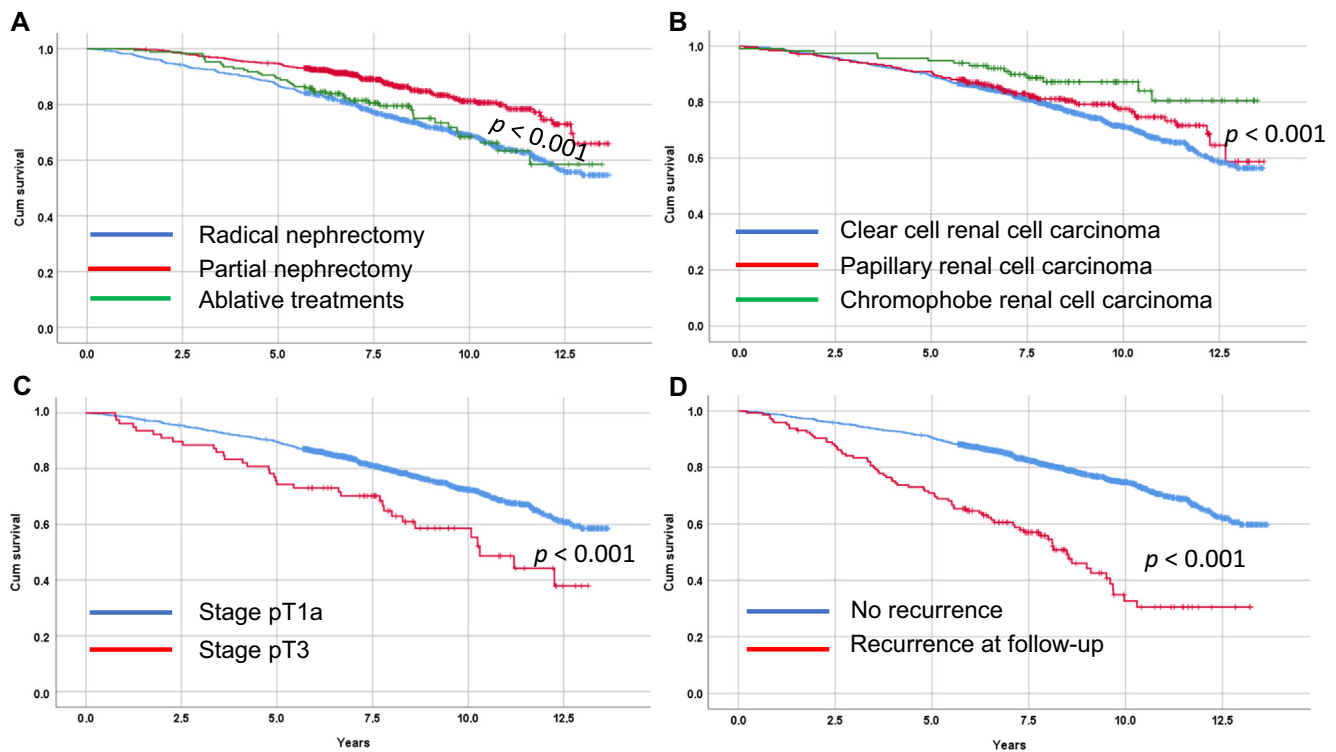 A
Cum survival
1.0
0.8
0.6
0.4
0.2
0.0
p < 0.001
Radical nephrectomy
Partial nephrectomy
Ablative treatments
0.0 2.5 5.0 7.5 10.0 12.5
B
Cum survival
1.0
0.8
0.6
0.4
0.2
0.0
p < 0.001
Clear cell renal cell carcinoma
Papillary renal cell carcinoma
Chromophobe renal cell carcinoma
0.0 2.5 5.0 7.5 10.0 12.5
C
Cum survival
1.0
0.8
0.6
0.4
0.2
0.0
p < 0.001
Stage pT1a
Stage pT3
0.0 2.5 5.0 7.5 10.0 12.5
Years
D
Cum survival
1.0
0.8
0.6
0.4
0.2
0.0
p < 0.001
No recurrence
Recurrence at follow-up
0.0 2.5 5.0 7.5 10.0 12.5
Years